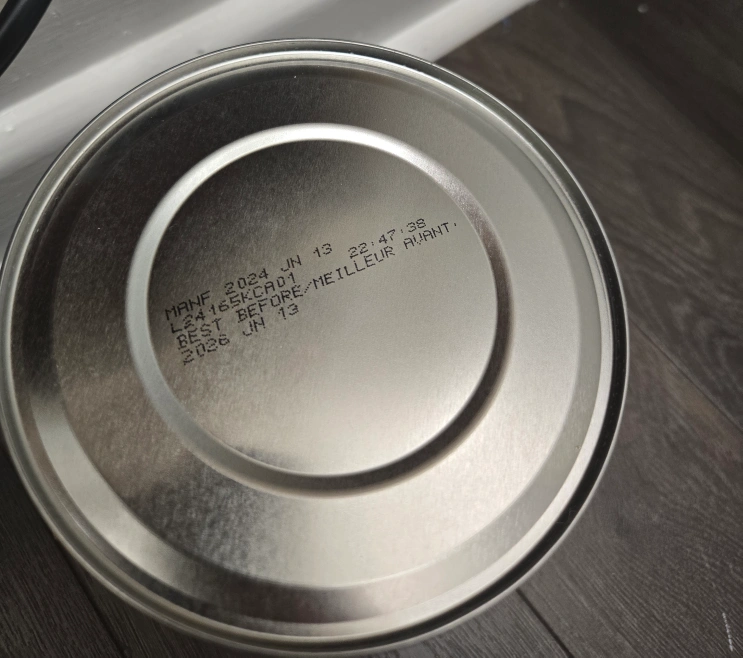 MANF 2024 JN 13 22:47:38
L24165KCA01
BEST BEFORE/MEILLEUR AVANT.
2026 JN 13